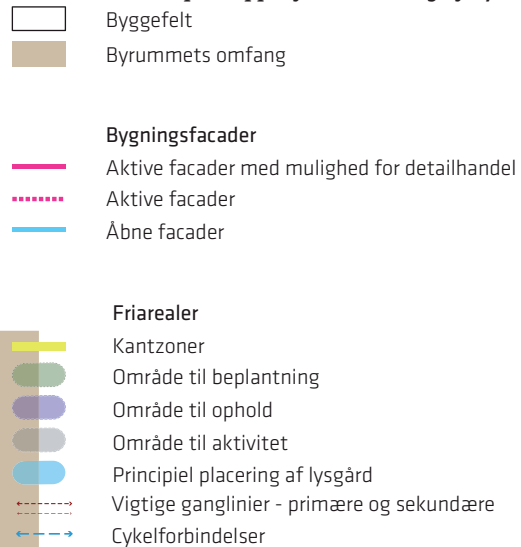 Byggefelt
Byrummets omfang
Bygningsfacader
Aktive facader med mulighed for detailhandel
Aktive facader
Åbne facader
Friarealer
Kantzoner
Område til beplantning
Område til ophold
Område til aktivitet
Principiel placering af lysgård
Vigtige ganglinier - primære og sekundære
Cykelforbindelser